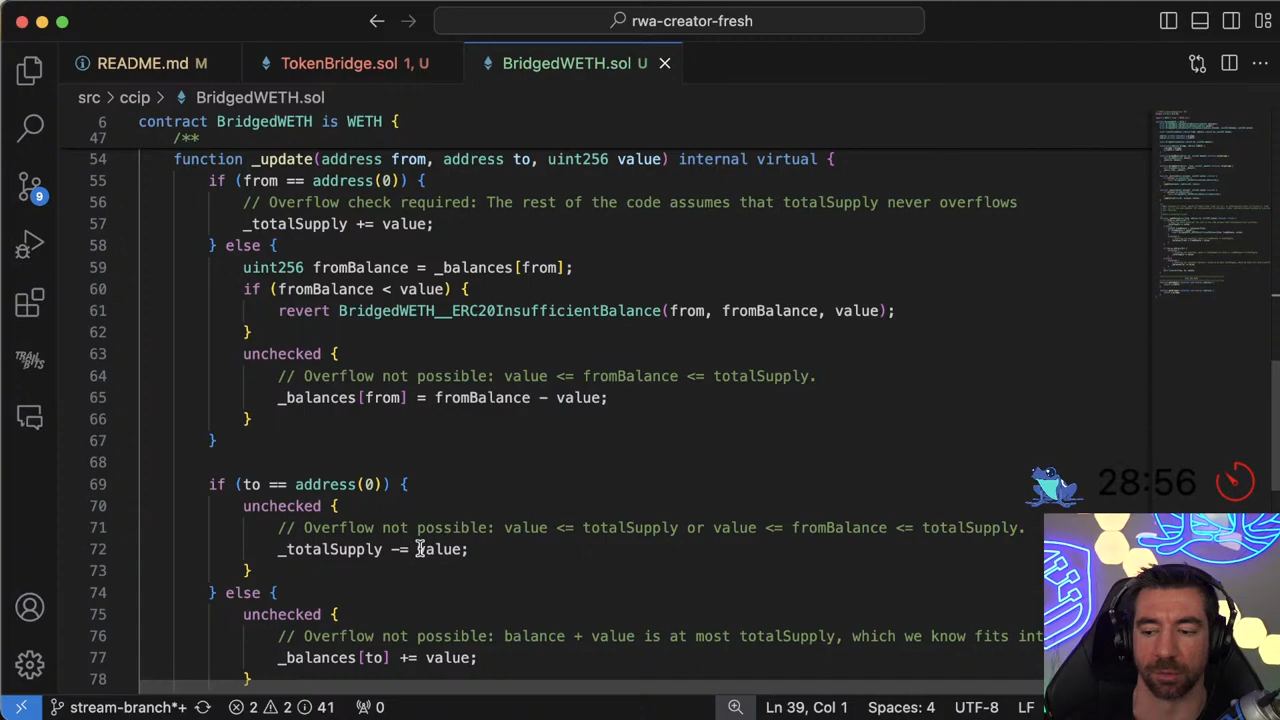 rwa-creator-fresh
README.md M
TokenBridge.sol 1, U
BridgedWETH.sol U
src > ccip > BridgedWETH.sol
6 contract BridgedWETH is WETH {
47 /**
54 function _update(address from, address to, uint256 value) internal virtual {
55 if (from == address(0)) {
56 // Overflow check required: The rest of the code assumes that totalSupply never overflows
57 _totalSupply += value;
58 } else {
59 uint256 fromBalance = _balances[from];
60 if (fromBalance < value) {
61 revert BridgedWETH__ERC20InsufficientBalance(from, fromBalance, value);
62 }
63 unchecked {
64 // Overflow not possible: value <= fromBalance <= totalSupply.
65 _balances[from] = fromBalance - value;
66 }
67 }
68
69 if (to == address(0)) {
70 unchecked {
71 // Overflow not possible: value <= totalSupply or value <= fromBalance <= totalSupply.
72 _totalSupply -= value;
73 }
74 } else {
75 unchecked {
76 // Overflow not possible: balance + value is at most totalSupply, which we know fits int
77 _balances[to] += value;
78 }
9
TRAIL OF BITS
28:56
stream-branch*+ 2 2 41 0
Ln 39, Col 1 Spaces: 4 UTF-8 LF